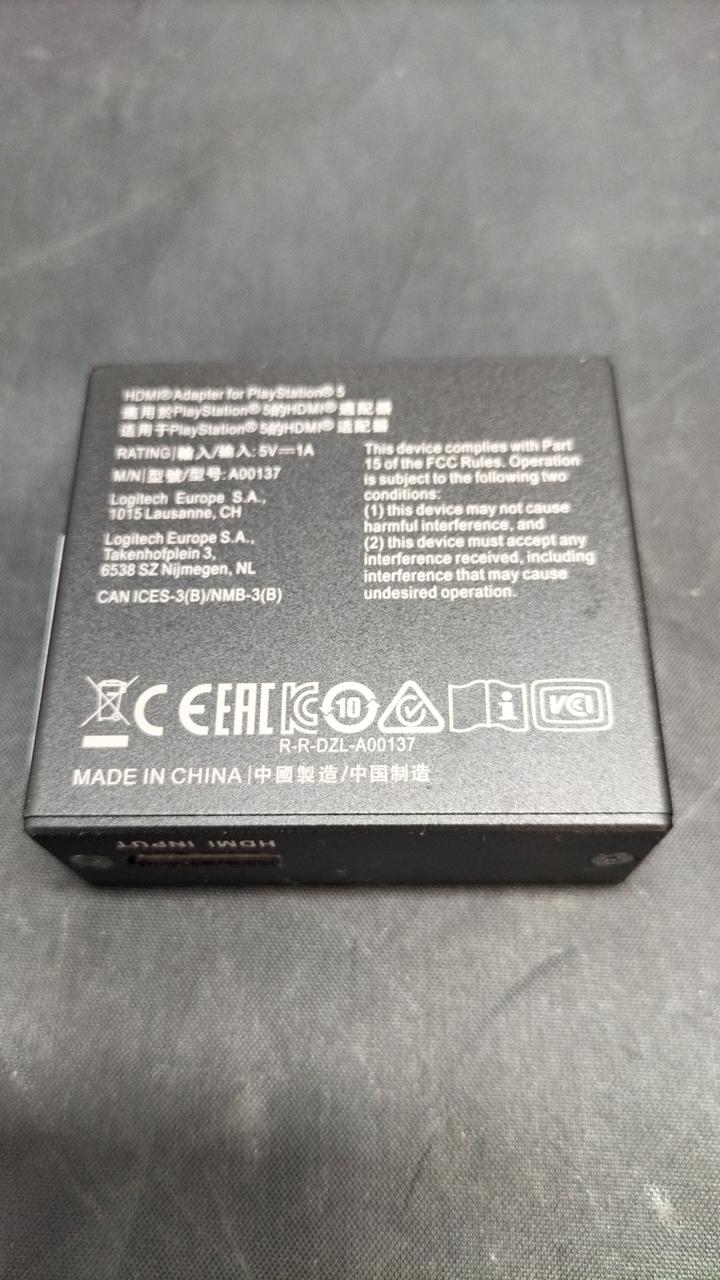 HDMI® Adapter for PlayStation® 5
適用於PlayStation® 5的HDMI® 適配器
适用于PlayStation® 5的HDMI® 适配器
RATING|輸入/输入: 5V⎓1A
M/N|型號/型号: A00137
Logitech Europe S.A.,
1015 Lausanne, CH
Logitech Europe S.A.,
Takenhofplein 3,
6538 SZ Nijmegen, NL
CAN ICES-3(B)/NMB-3(B)
This device complies with Part
15 of the FCC Rules. Operation
is subject to the following two
conditions:
(1) this device may not cause
harmful interference, and
(2) this device must accept any
interference received, including
interference that may cause
undesired operation.
CE EAC KC 10 i VCCI
R-R-DZL-A00137
MADE IN CHINA |中國製造/中国制造
HDMI INPUT